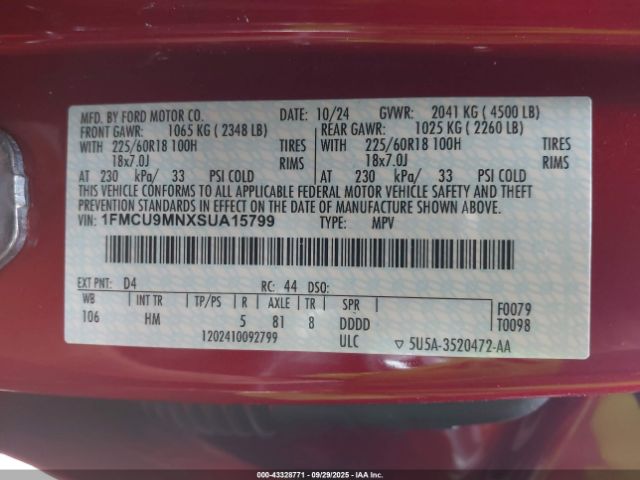 MFD. BY FORD MOTOR CO. DATE: 10/24 GVWR: 2041 KG ( 4500 LB)
FRONT GAWR: 1065 KG ( 2348 LB) REAR GAWR: 1025 KG ( 2260 LB)
WITH 225/60R18 100H TIRES WITH 225/60R18 100H TIRES
18x7.0J RIMS 18x7.0J RIMS
AT 230 kPa/ 33 PSI COLD AT 230 kPa/ 33 PSI COLD
THIS VEHICLE CONFORMS TO ALL APPLICABLE FEDERAL MOTOR VEHICLE SAFETY AND THEFT
PREVENTION STANDARDS IN EFFECT ON THE DATE OF MANUFACTURE SHOWN ABOVE.
VIN: 1FMCU9MNXSUA15799 TYPE: MPV
EXT PNT: D4 RC: 44 DSO:
WB INT TR TP/PS R AXLE TR SPR F0079
106 HM 5 81 8 DDDD T0098
1202410092799 ULC ▽ 5U5A-3520472-AA
000-43328771 - 09/29/2025 - IAA, Inc.